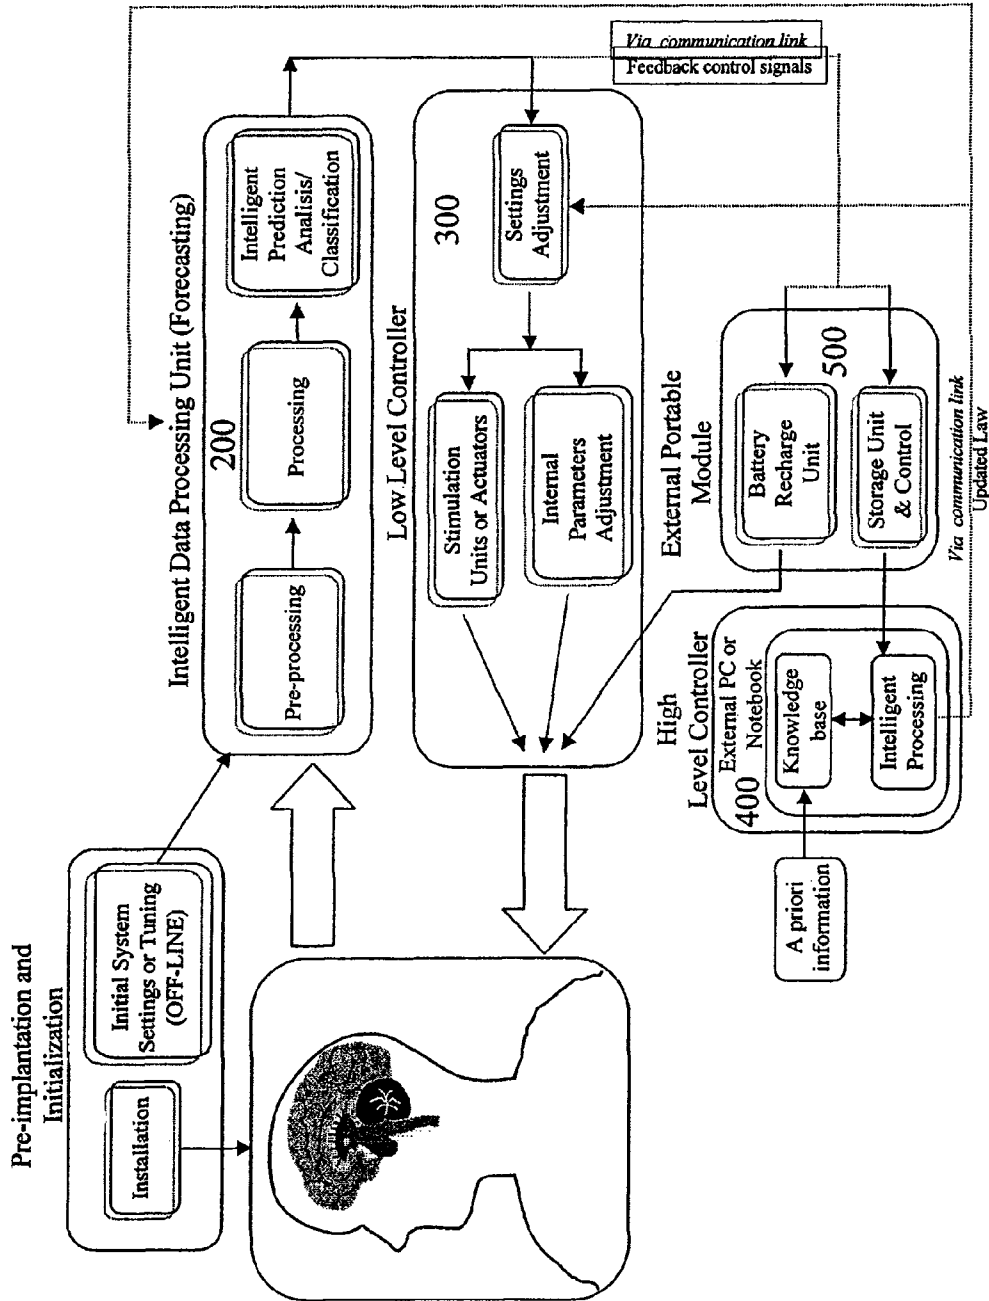 Pre-implantation and
Initialization
Installation
Initial System
Settings or Tuning
(OFF-LINE)
Intelligent Data Processing Unit (Forecasting)
200
Pre-processing
Processing
Intelligent
Prediction
Analisis/
Classification
Low Level Controller
300
Stimulation
Units or Actuators
Internal
Parameters
Adjustment
Settings
Adjustment
Via communication link
Feedback control signals
High
Level Controller
External PC or
Notebook
400
Knowledge
base
Intelligent
Processing
A priori
information
External Portable
Module
500
Battery
Recharge
Unit
Storage Unit
& Control
Via communication link
Updated Law